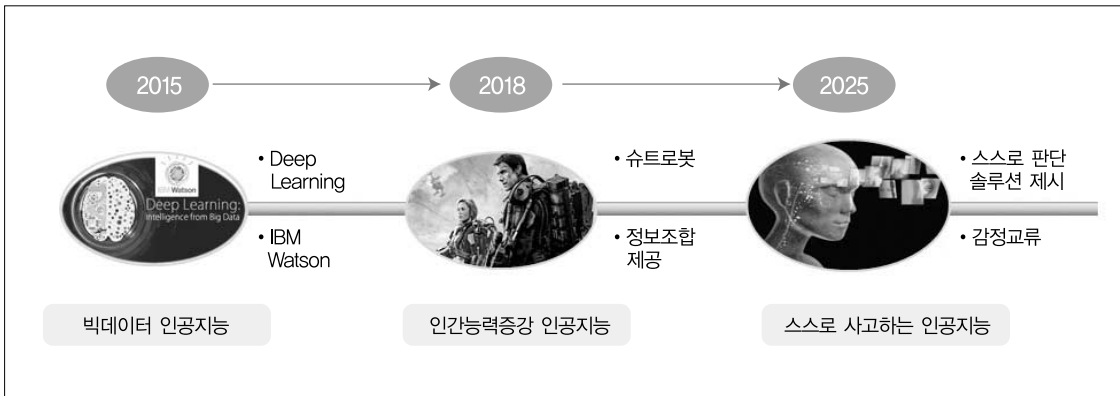 2015
2018
2025
IBM Watson
Deep Learning:
Intelligence from Big Data
• Deep
Learning
• IBM
Watson
• 슈트로봇
• 정보조합
제공
• 스스로 판단
솔루션 제시
• 감정교류
빅데이터 인공지능
인간능력증강 인공지능
스스로 사고하는 인공지능